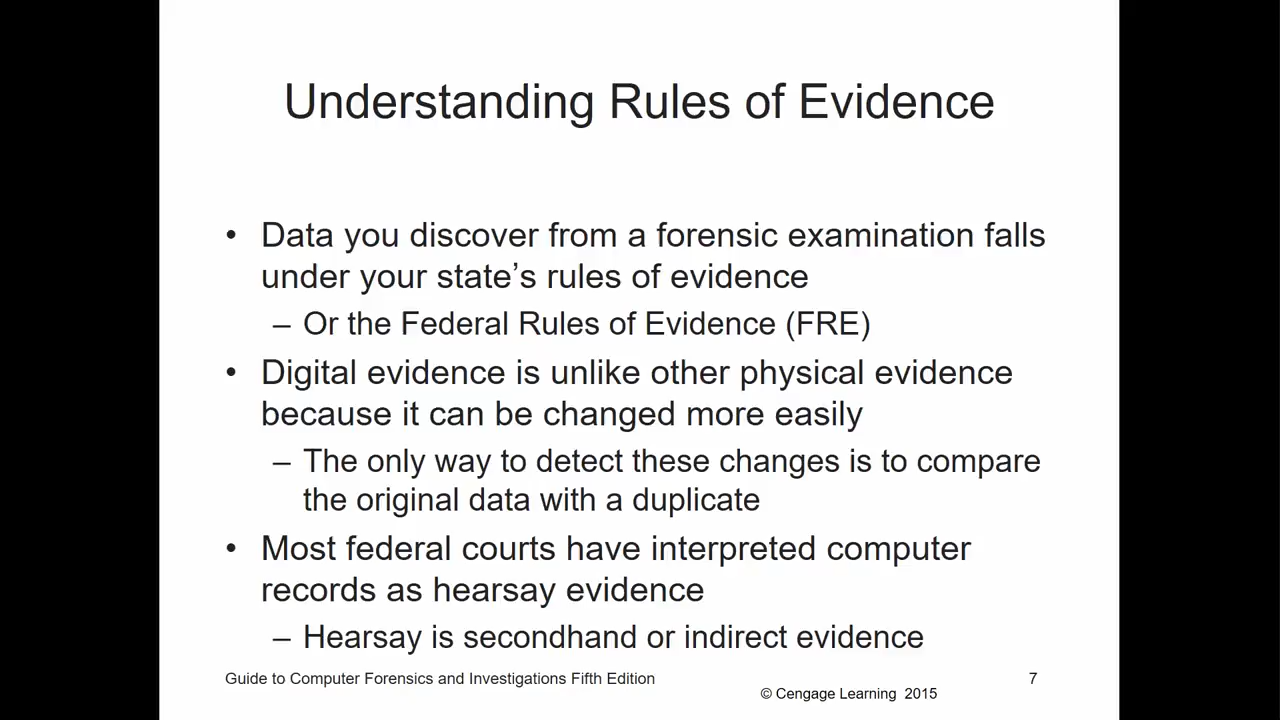 Understanding Rules of Evidence
• Data you discover from a forensic examination falls
under your state’s rules of evidence
– Or the Federal Rules of Evidence (FRE)
• Digital evidence is unlike other physical evidence
because it can be changed more easily
– The only way to detect these changes is to compare
the original data with a duplicate
• Most federal courts have interpreted computer
records as hearsay evidence
– Hearsay is secondhand or indirect evidence
Guide to Computer Forensics and Investigations Fifth Edition
7
© Cengage Learning 2015